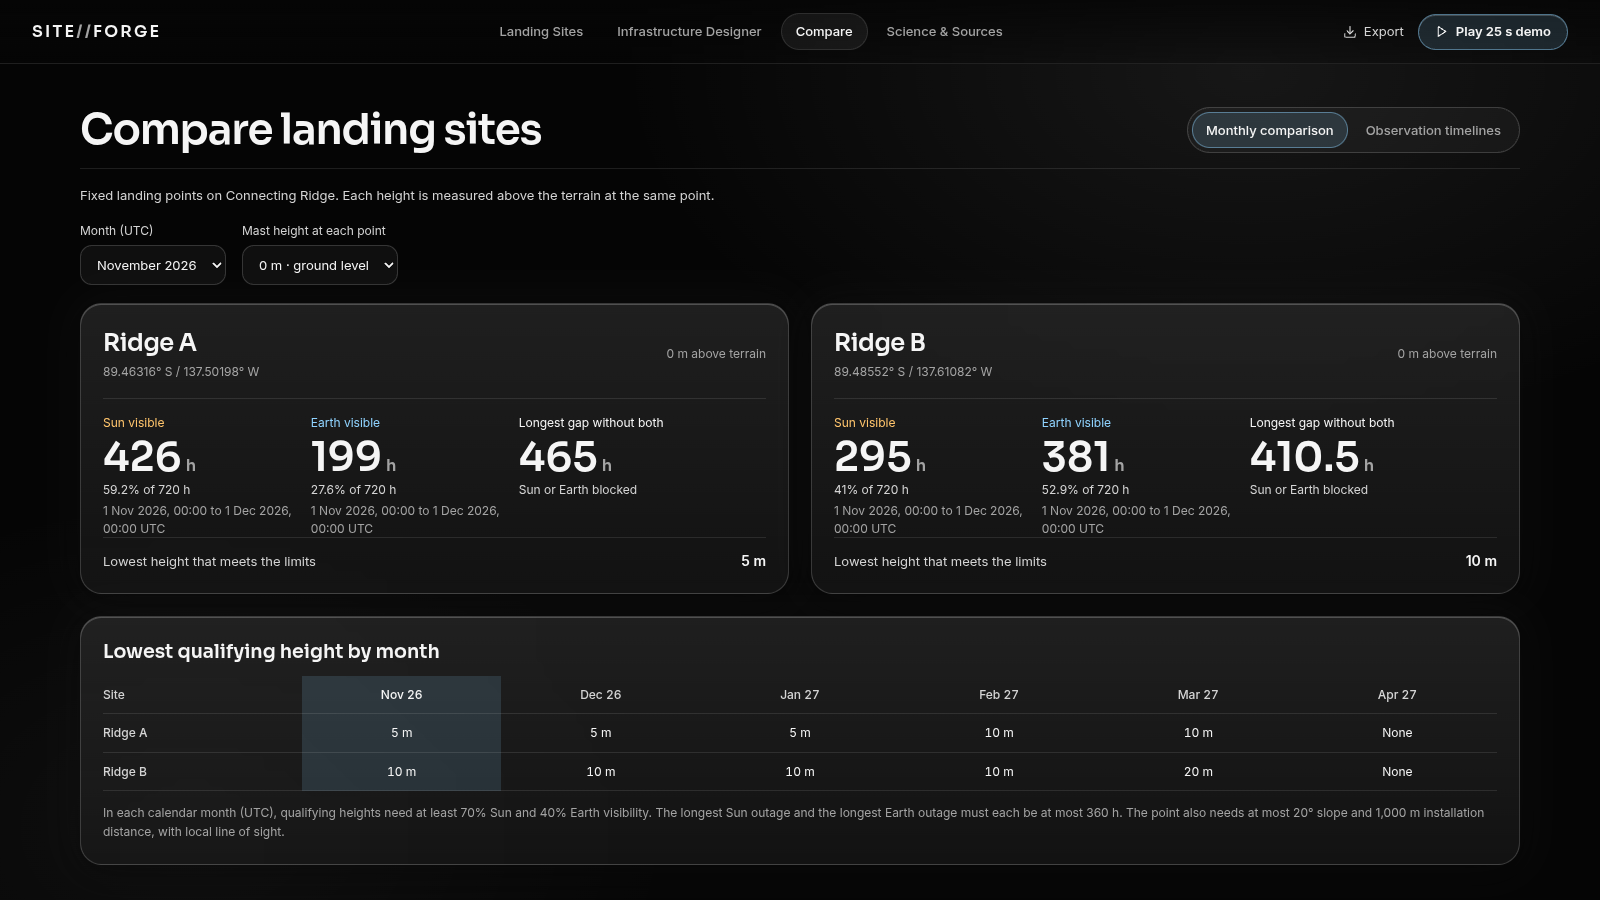 SITE//FORGE
Landing Sites
Infrastructure Designer
Compare
Science & Sources
Export
Play 25 s demo
Compare landing sites
Monthly comparison
Observation timelines
Fixed landing points on Connecting Ridge. Each height is measured above the terrain at the same point.
Month (UTC)
Mast height at each point
November 2026
0 m · ground level
Ridge A
89.46316° S / 137.50198° W
0 m above terrain
Sun visible
426 h
59.2% of 720 h
1 Nov 2026, 00:00 to 1 Dec 2026,
00:00 UTC
Earth visible
199 h
27.6% of 720 h
1 Nov 2026, 00:00 to 1 Dec 2026,
00:00 UTC
Longest gap without both
465 h
Sun or Earth blocked
Lowest height that meets the limits
5 m
Ridge B
89.48552° S / 137.61082° W
0 m above terrain
Sun visible
295 h
41% of 720 h
1 Nov 2026, 00:00 to 1 Dec 2026,
00:00 UTC
Earth visible
381 h
52.9% of 720 h
1 Nov 2026, 00:00 to 1 Dec 2026,
00:00 UTC
Longest gap without both
410.5 h
Sun or Earth blocked
Lowest height that meets the limits
10 m
Lowest qualifying height by month
Site Nov 26 Dec 26 Jan 27 Feb 27 Mar 27 Apr 27
Ridge A 5 m 5 m 5 m 10 m 10 m None
Ridge B 10 m 10 m 10 m 10 m 20 m None
In each calendar month (UTC), qualifying heights need at least 70% Sun and 40% Earth visibility. The longest Sun outage and the longest Earth outage must each be at most 360 h. The point also needs at most 20° slope and 1,000 m installation
distance, with local line of sight.